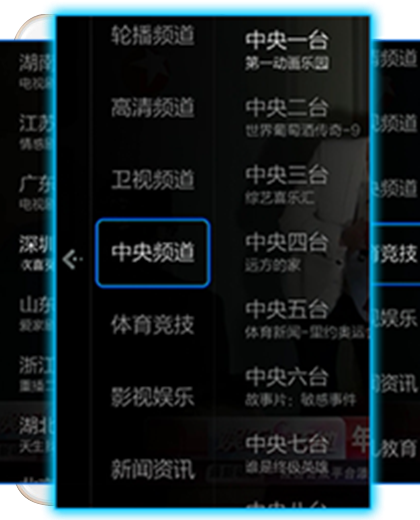 轮播频道
高清频道
卫视频道
中央频道
体育竞技
影视娱乐
新闻资讯
中央一台
第一动画乐园
中央二台
世界葡萄酒传奇-9
中央三台
综艺喜乐汇
中央四台
远方的家
中央五台
体育新闻-里约奥运
中央六台
故事片：敏感事件
中央七台
谁是终极英雄
湖南
电视剧
江苏
情感
广东
电视剧
深圳
山东
爱家
浙江
重播
湖北
天生
频道
频道
频道
竞技
娱乐
资讯
教育